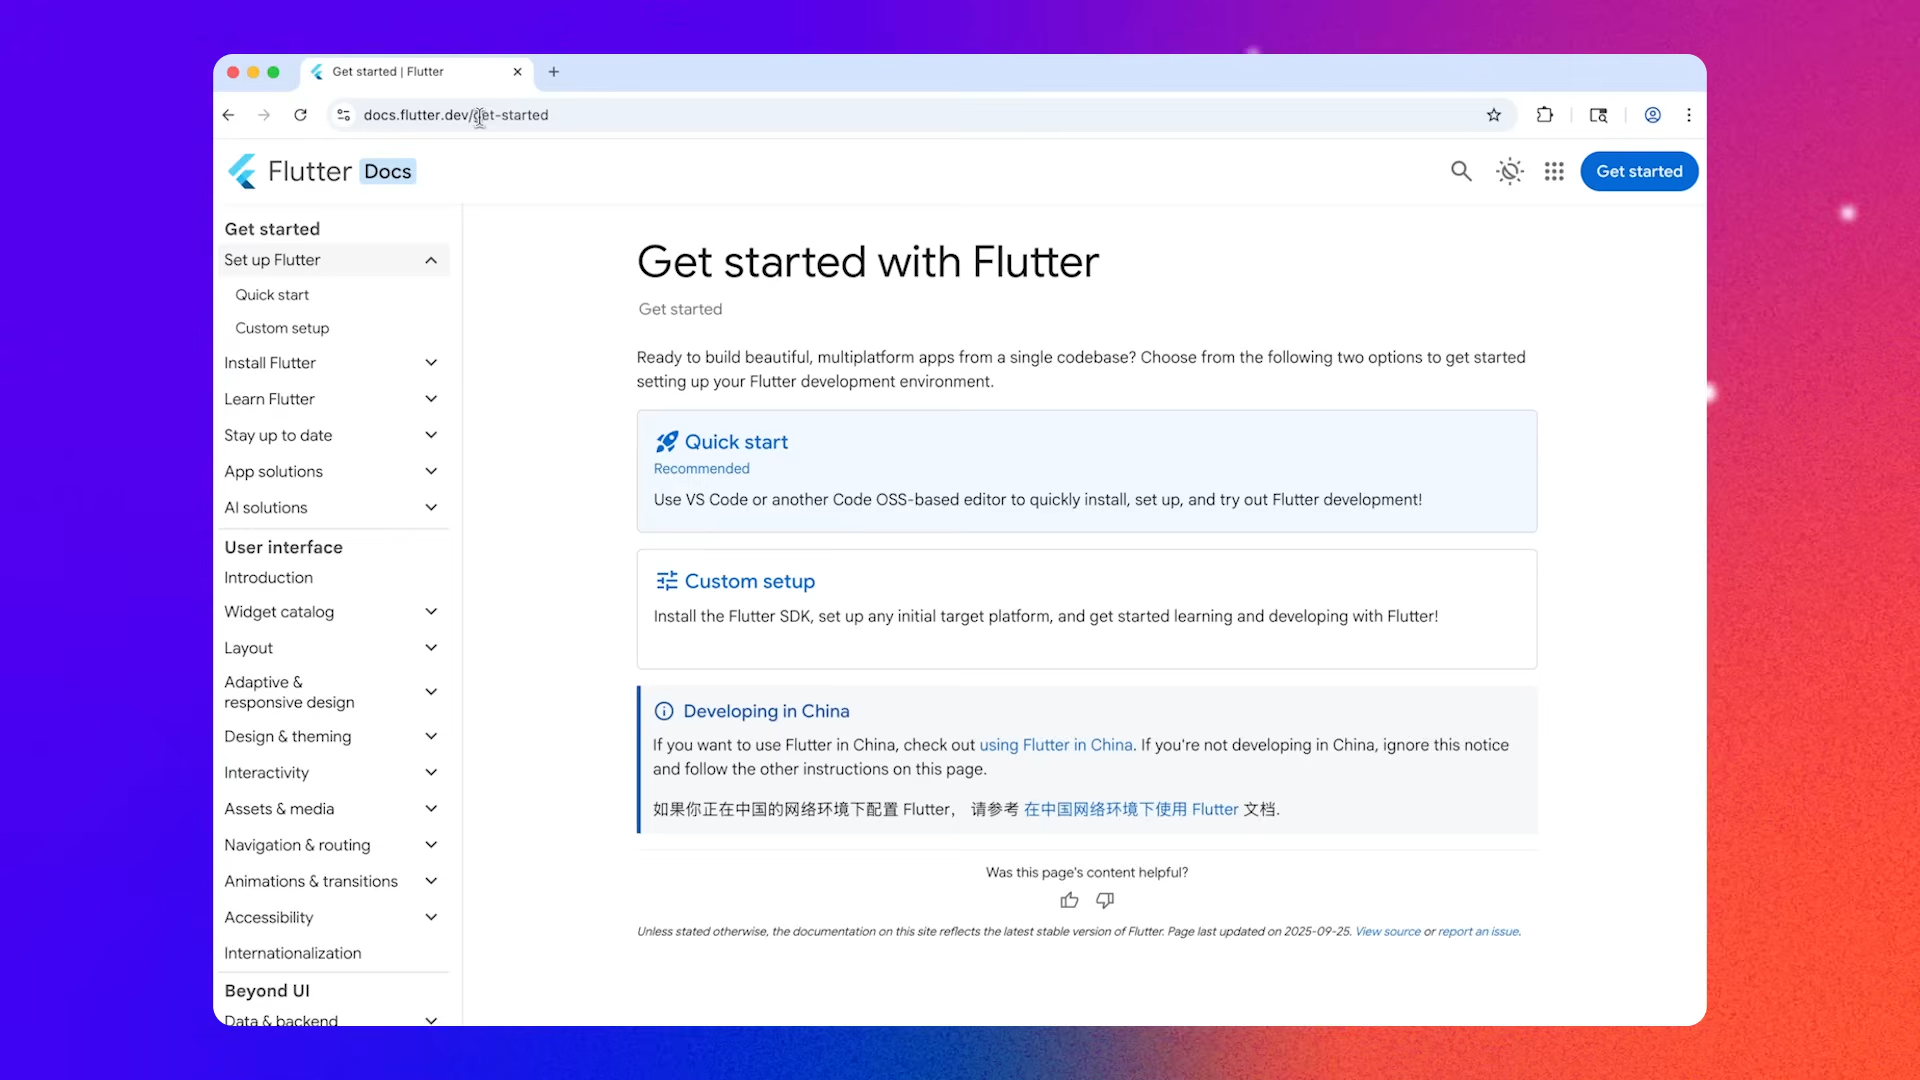 Get started | Flutter
docs.flutter.dev/get-started
Flutter Docs
Get started
Get started
Set up Flutter
Quick start
Custom setup
Install Flutter
Learn Flutter
Stay up to date
App solutions
AI solutions
User interface
Introduction
Widget catalog
Layout
Adaptive &
responsive design
Design & theming
Interactivity
Assets & media
Navigation & routing
Animations & transitions
Accessibility
Internationalization
Beyond UI
Data & backend
Get started with Flutter
Get started
Ready to build beautiful, multiplatform apps from a single codebase? Choose from the following two options to get started
setting up your Flutter development environment.
Quick start
Recommended
Use VS Code or another Code OSS-based editor to quickly install, set up, and try out Flutter development!
Custom setup
Install the Flutter SDK, set up any initial target platform, and get started learning and developing with Flutter!
Developing in China
If you want to use Flutter in China, check out using Flutter in China. If you're not developing in China, ignore this notice
and follow the other instructions on this page.
如果你正在中国的网络环境下配置 Flutter， 请参考 在中国网络环境下使用 Flutter 文档.
Was this page's content helpful?
Unless stated otherwise, the documentation on this site reflects the latest stable version of Flutter. Page last updated on 2025-09-25. View source or report an issue.